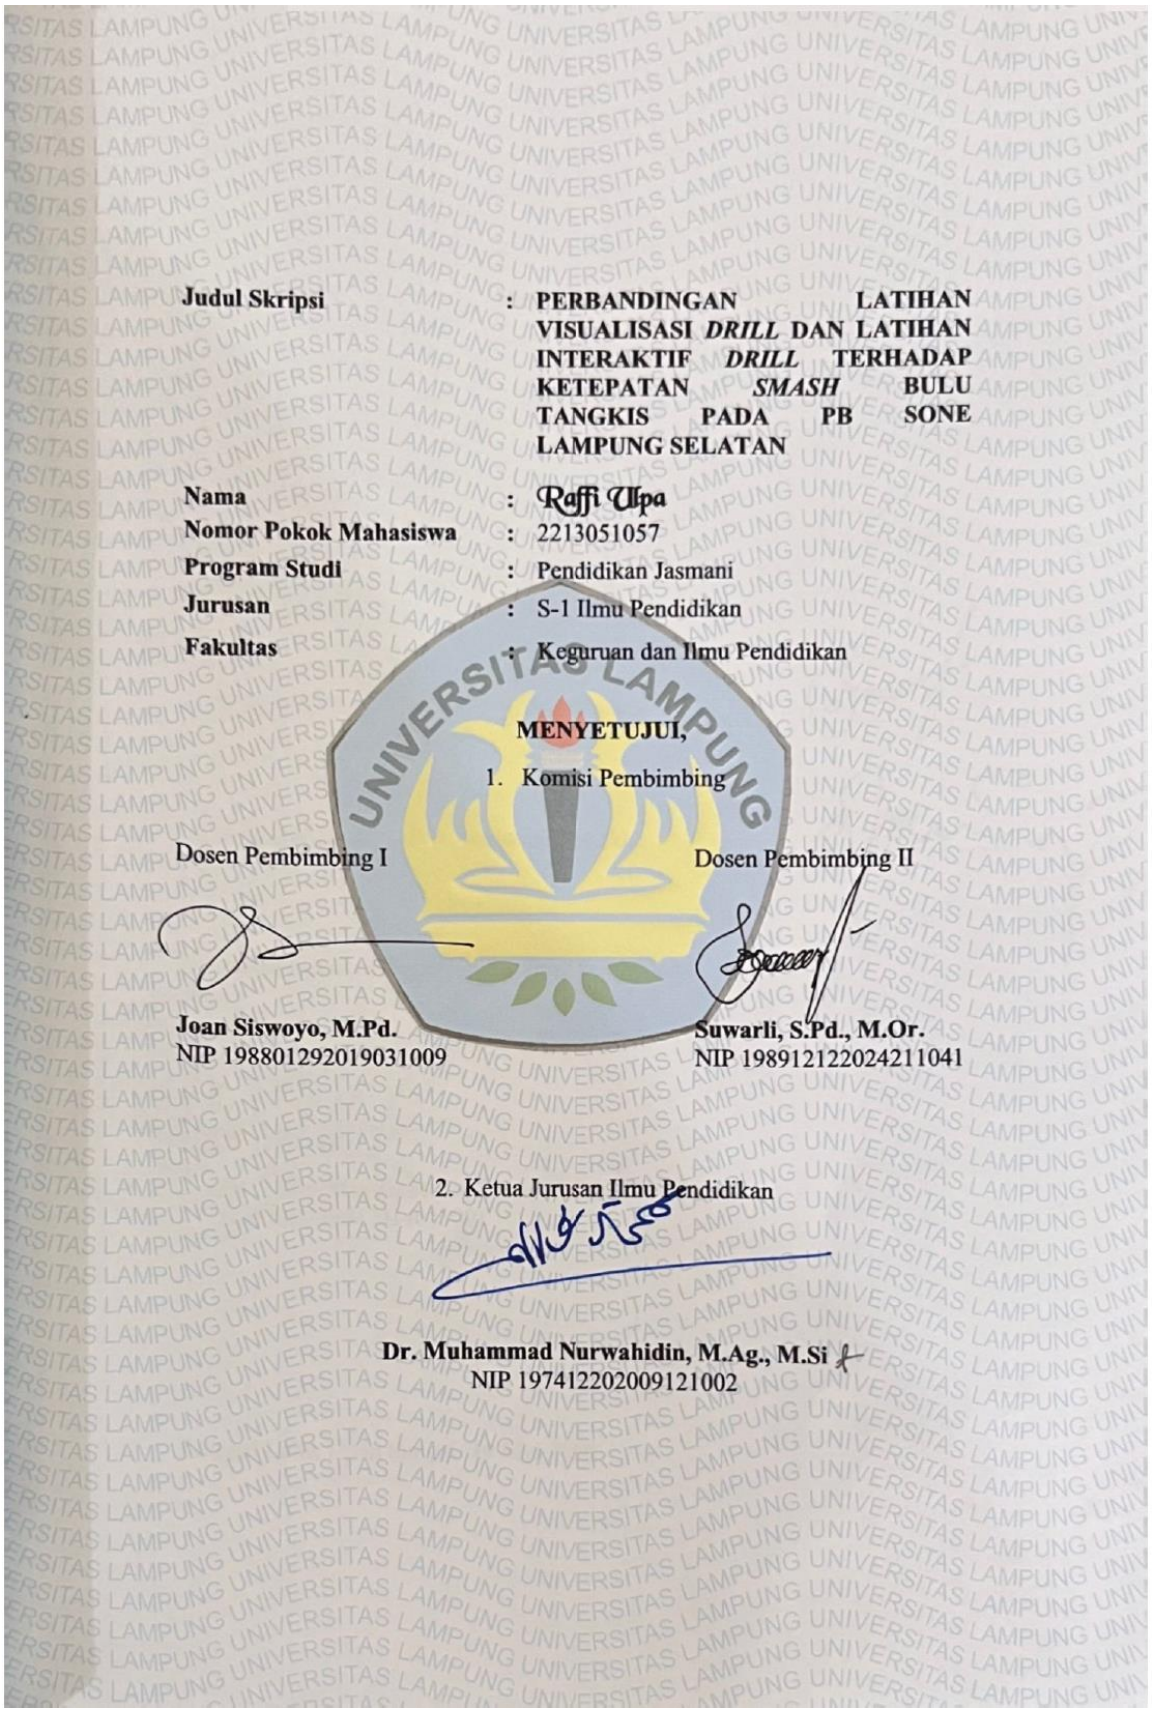 Judul Skripsi : PERBANDINGAN LATIHAN
VISUALISASI DRILL DAN LATIHAN
INTERAKTIF DRILL TERHADAP
KETEPATAN SMASH BULU
TANGKIS PADA PB SONE
LAMPUNG SELATAN
Nama : Raffi Ulpa
Nomor Pokok Mahasiswa : 2213051057
Program Studi : Pendidikan Jasmani
Jurusan : S-1 Ilmu Pendidikan
Fakultas : Keguruan dan Ilmu Pendidikan
UNIVERSITAS LAMPUNG
MENYETUJUI,
1. Komisi Pembimbing
Dosen Pembimbing I
Dosen Pembimbing II
Joan Siswoyo, M.Pd.
NIP 198801292019031009
Suwarli, S.Pd., M.Or.
NIP 198912122024211041
2. Ketua Jurusan Ilmu Pendidikan
Dr. Muhammad Nurwahidin, M.Ag., M.Si
NIP 197412202009121002